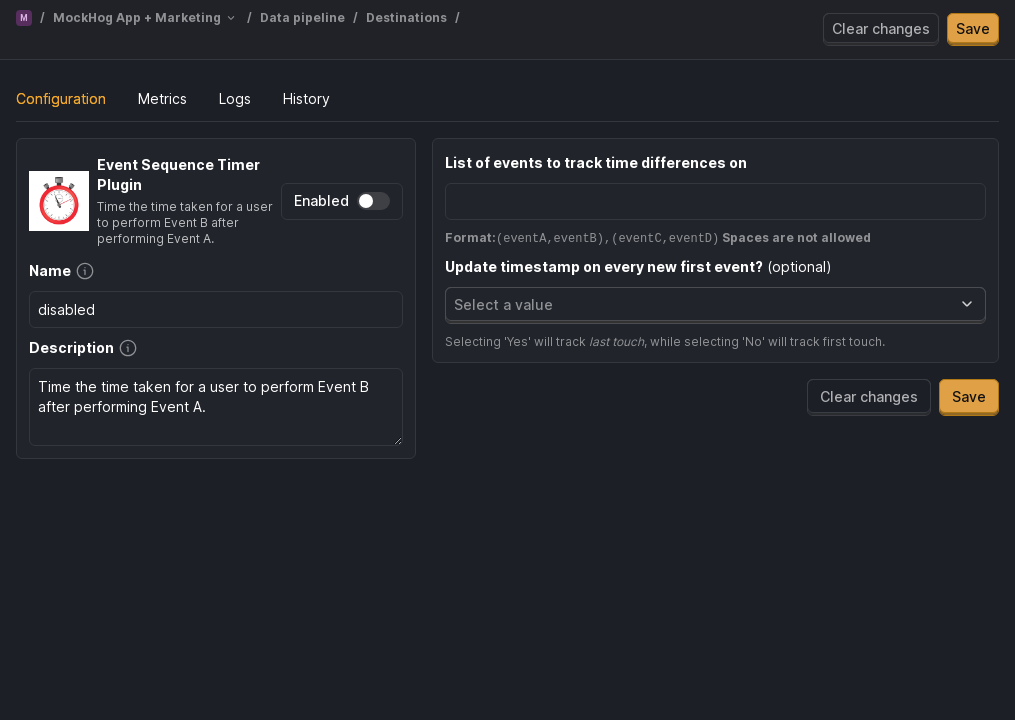 M / MockHog App + Marketing / Data pipeline / Destinations /
Clear changes Save
Configuration Metrics Logs History
Event Sequence Timer
Plugin
Time the time taken for a user
to perform Event B after
performing Event A.
Enabled
Name
disabled
Description
Time the time taken for a user to perform Event B
after performing Event A.
List of events to track time differences on
Format:(eventA,eventB),(eventC,eventD) Spaces are not allowed
Update timestamp on every new first event? (optional)
Select a value
Selecting 'Yes' will track last touch, while selecting 'No' will track first touch.
Clear changes Save